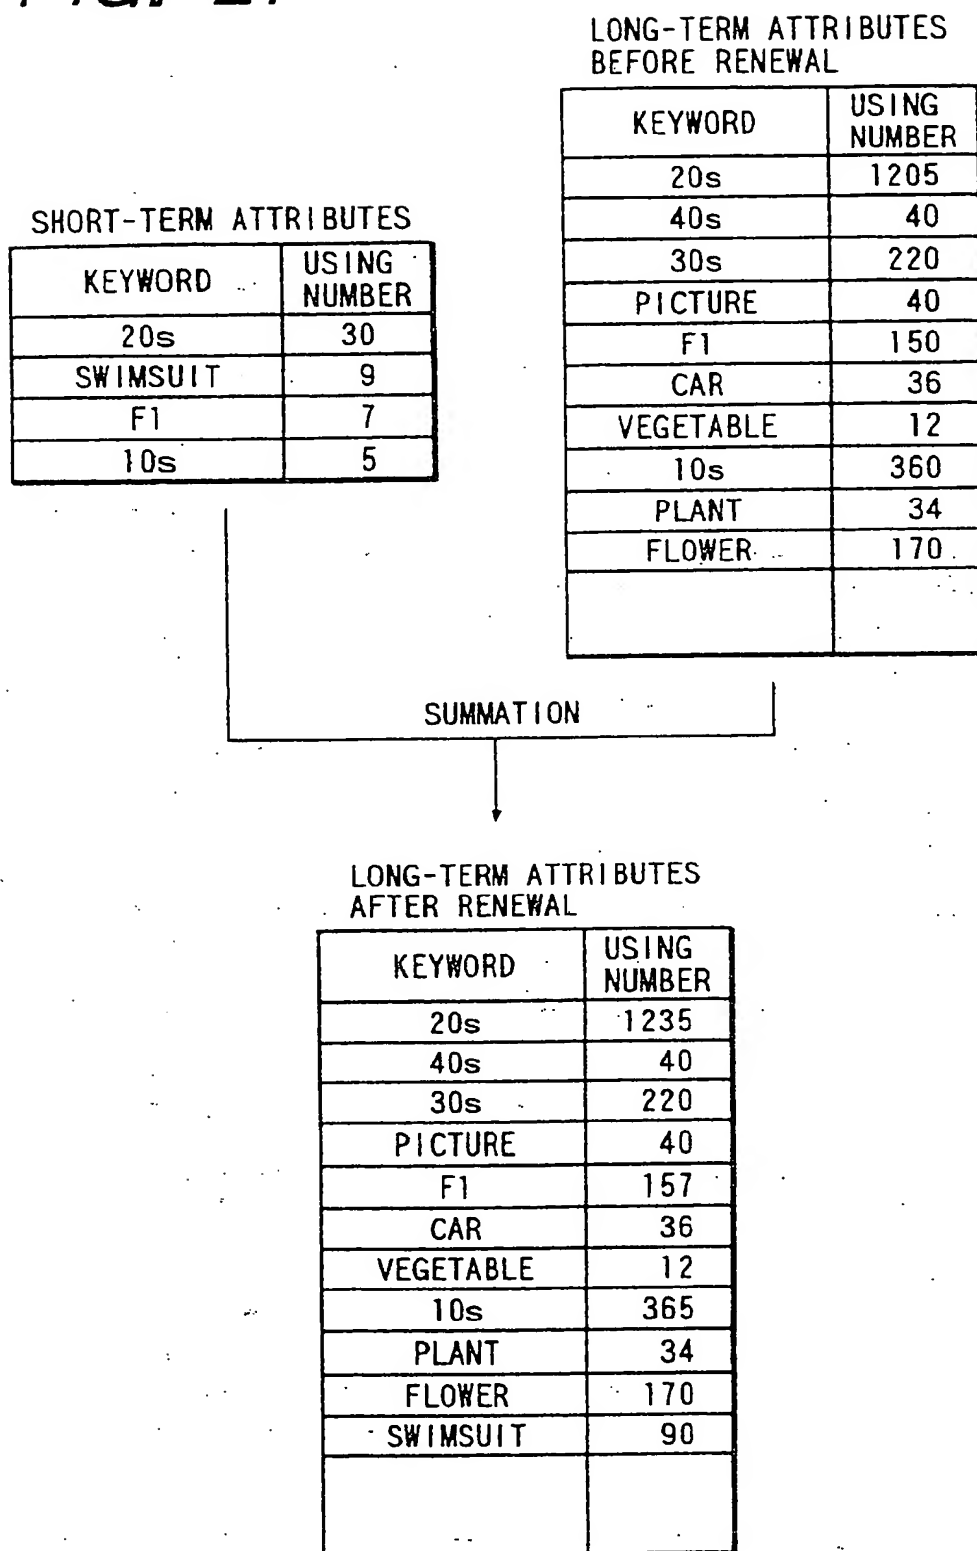 LONG-TERM ATTRIBUTES
BEFORE RENEWAL
KEYWORD USING NUMBER
20s 1205
40s 40
30s 220
PICTURE 40
F1 150
CAR 36
VEGETABLE 12
10s 360
PLANT 34
FLOWER 170
SHORT-TERM ATTRIBUTES
KEYWORD USING NUMBER
20s 30
SWIMSUIT 9
F1 7
10s 5
SUMMATION
LONG-TERM ATTRIBUTES
AFTER RENEWAL
KEYWORD USING NUMBER
20s 1235
40s 40
30s 220
PICTURE 40
F1 157
CAR 36
VEGETABLE 12
10s 365
PLANT 34
FLOWER 170
SWIMSUIT 90